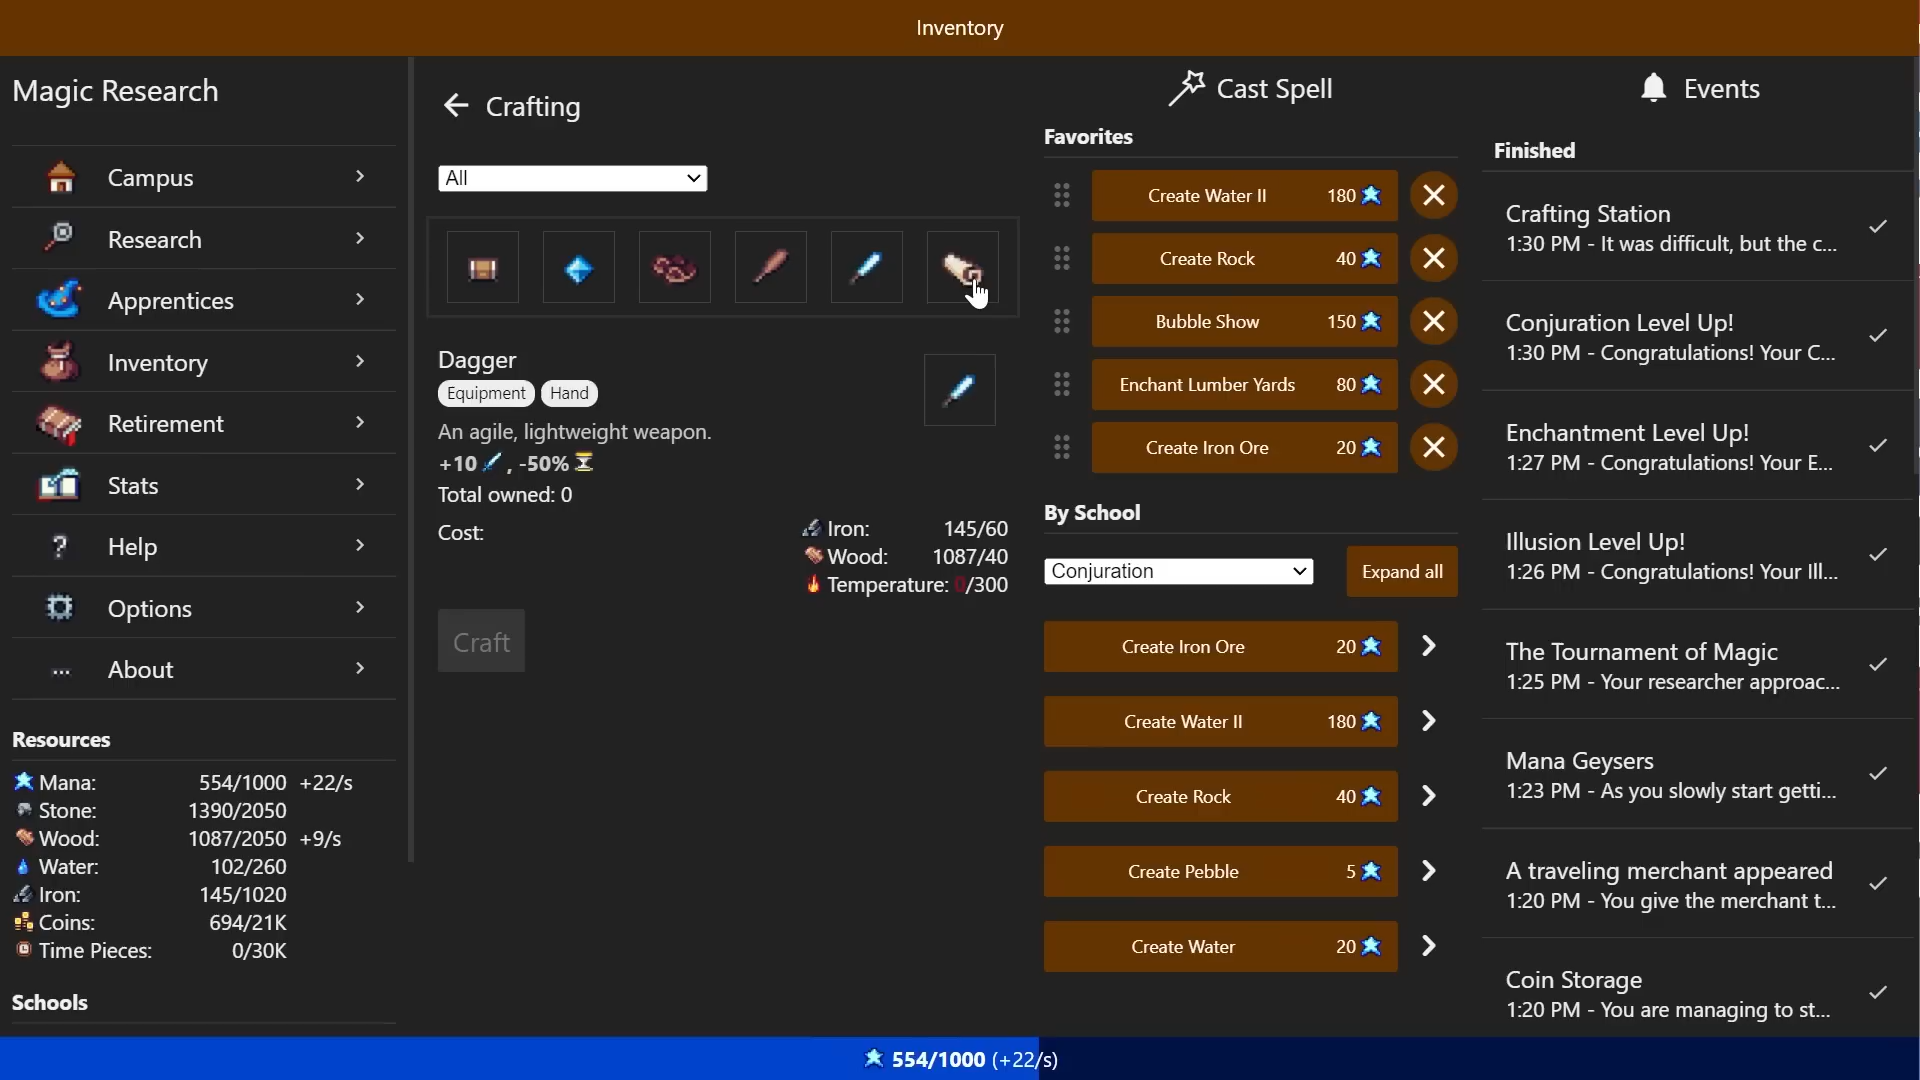 Inventory
Magic Research
Campus
Research
Apprentices
Inventory
Retirement
Stats
? Help
Options
... About
Resources
Mana: 554/1000 +22/s
Stone: 1390/2050
Wood: 1087/2050 +9/s
Water: 102/260
Iron: 145/1020
Coins: 694/21K
Time Pieces: 0/30K
Schools
Crafting
All
Dagger
Equipment Hand
An agile, lightweight weapon.
+10 , -50%
Total owned: 0
Cost:
Iron: 145/60
Wood: 1087/40
Temperature: 0/300
Craft
Cast Spell
Favorites
Create Water II 180
Create Rock 40
Bubble Show 150
Enchant Lumber Yards 80
Create Iron Ore 20
By School
Conjuration Expand all
Create Iron Ore 20
Create Water II 180
Create Rock 40
Create Pebble 5
Create Water 20
Events
Finished
Crafting Station
1:30 PM - It was difficult, but the c...
Conjuration Level Up!
1:30 PM - Congratulations! Your C...
Enchantment Level Up!
1:27 PM - Congratulations! Your E...
Illusion Level Up!
1:26 PM - Congratulations! Your Ill...
The Tournament of Magic
1:25 PM - Your researcher approac...
Mana Geysers
1:23 PM - As you slowly start getti...
A traveling merchant appeared
1:20 PM - You give the merchant t...
Coin Storage
1:20 PM - You are managing to st...
554/1000 (+22/s)